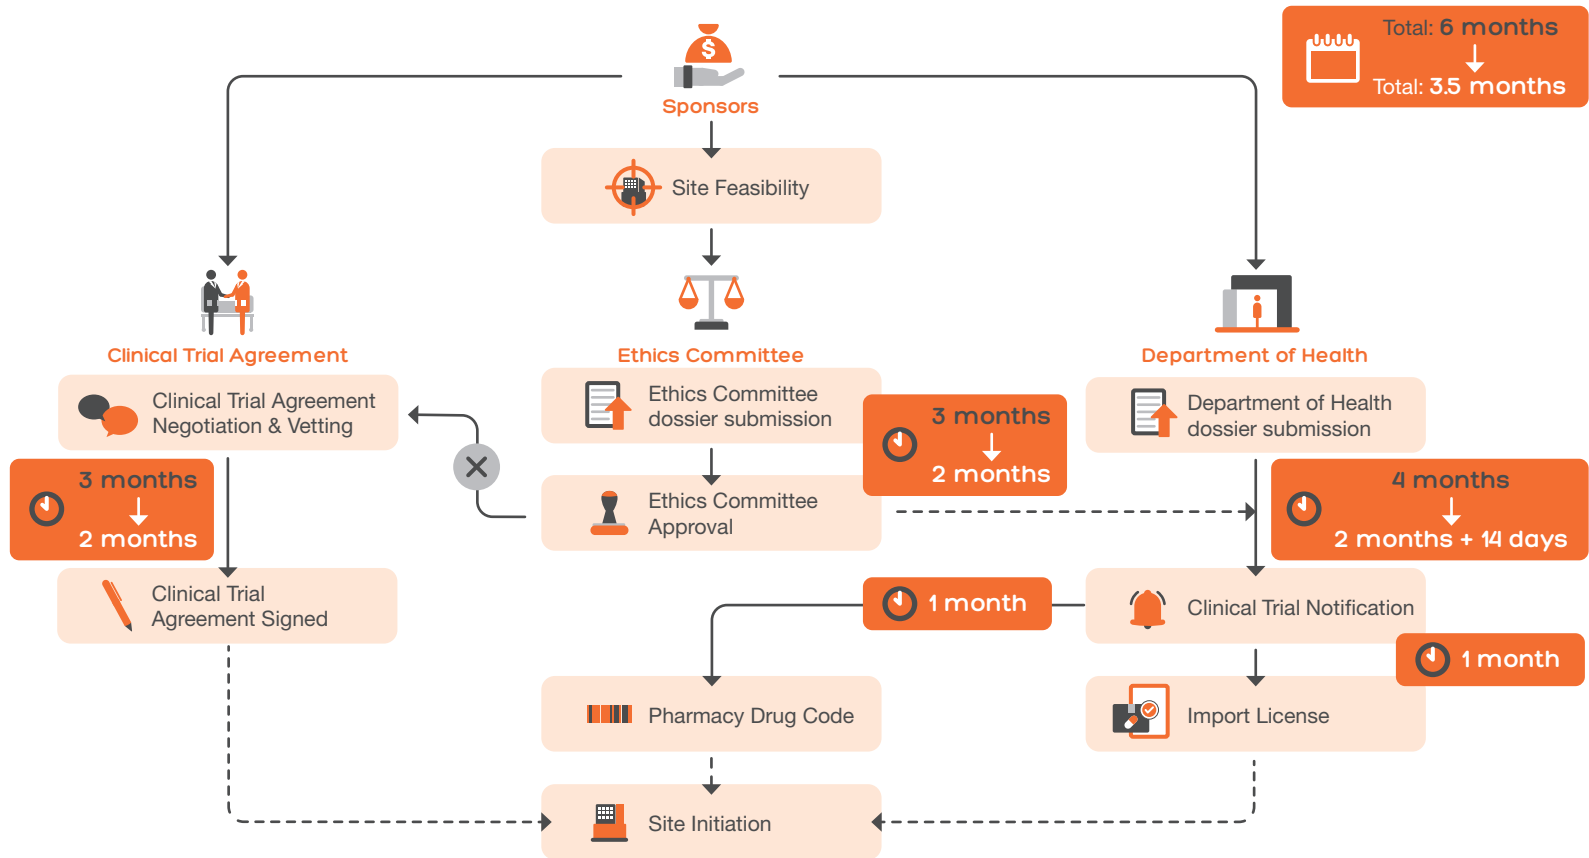 Total: 6 months
Total: 3.5 months
$
Sponsors
Site Feasibility
Clinical Trial Agreement
Ethics Committee
Department of Health
Clinical Trial Agreement
Negotiation & Vetting
3 months
2 months
Clinical Trial
Agreement Signed
Ethics Committee
dossier submission
3 months
2 months
Ethics Committee
Approval
Department of Health
dossier submission
4 months
2 months + 14 days
Clinical Trial Notification
1 month
1 month
Pharmacy Drug Code
Import License
Site Initiation